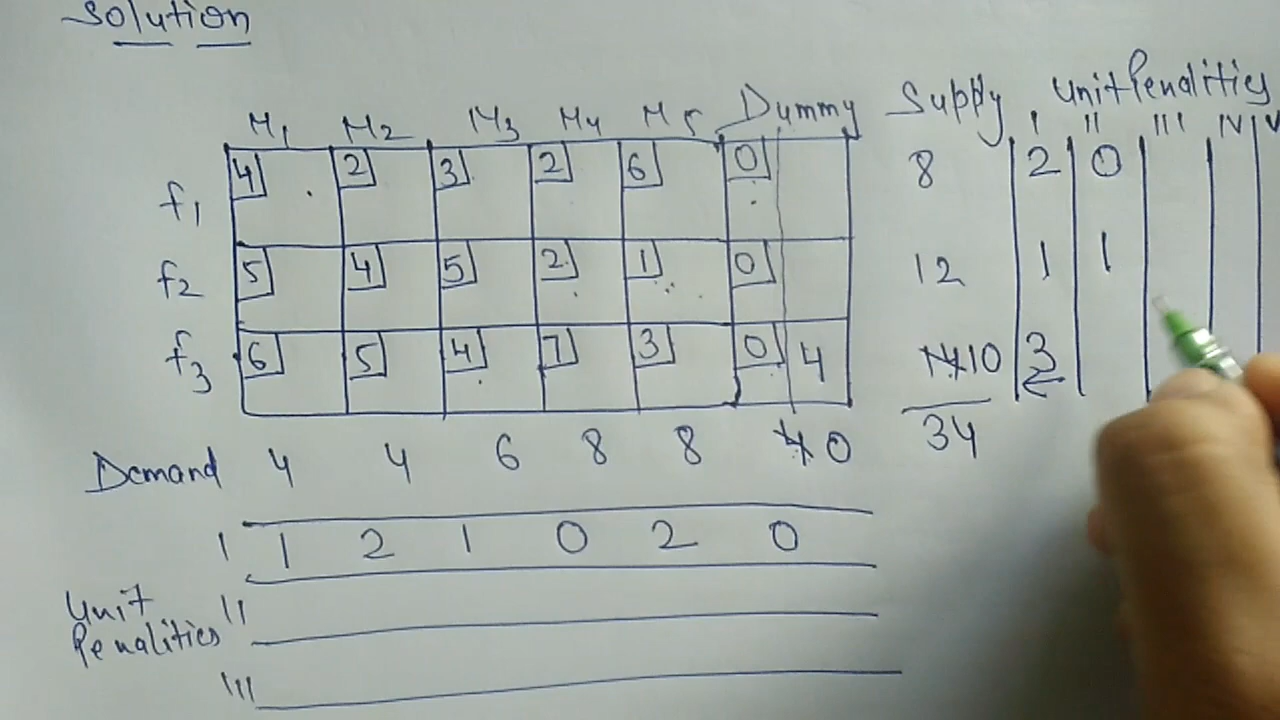 Solution
M1 M2 M3 M4 M5 Dummy Supply Unit Penalities
I II III IV V
f1 4 2 3 2 6 0 8 2 0
f2 5 4 5 2 1 0 12 1 1
f3 6 5 4 7 3 0 4 14 10 3
Demand 4 4 6 8 8 4 0 34
I 1 2 1 0 2 0
Unit Penalities II
III